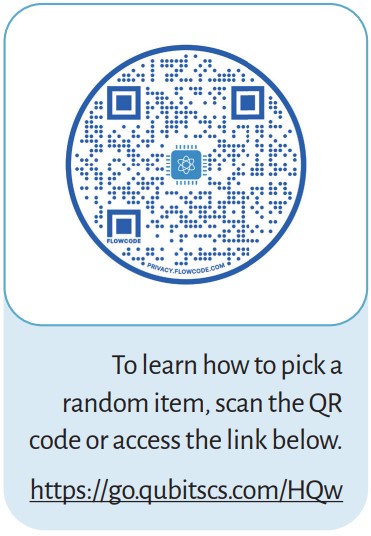 FLOWCODE
PRIVACY.FLOWCODE.COM
To learn how to pick a
random item, scan the QR
code or access the link below.
https://go.qubitscs.com/HQw